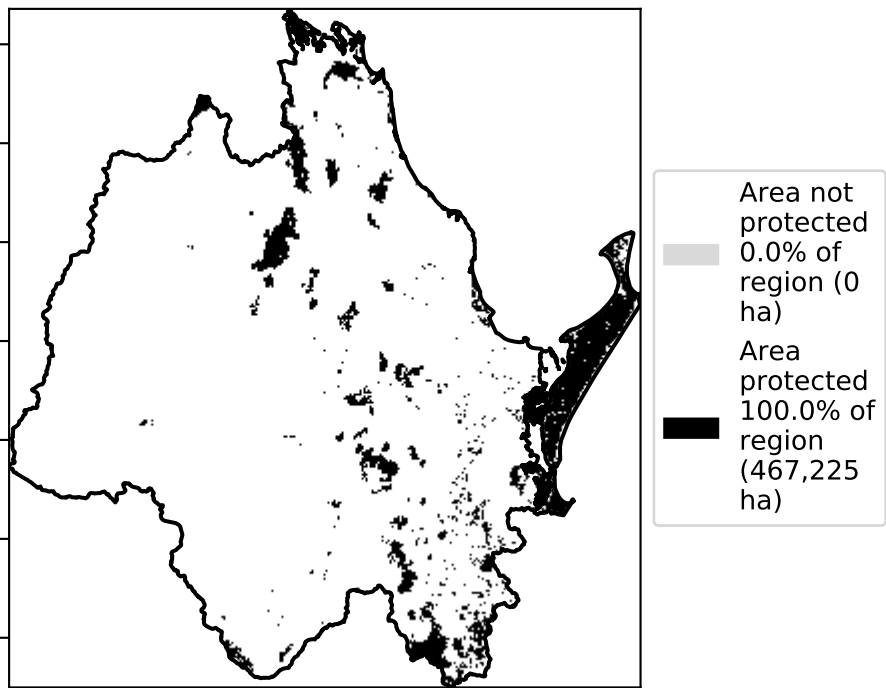 Area not
protected
0.0% of
region (0
ha)
Area
protected
100.0% of
region
(467,225
ha)